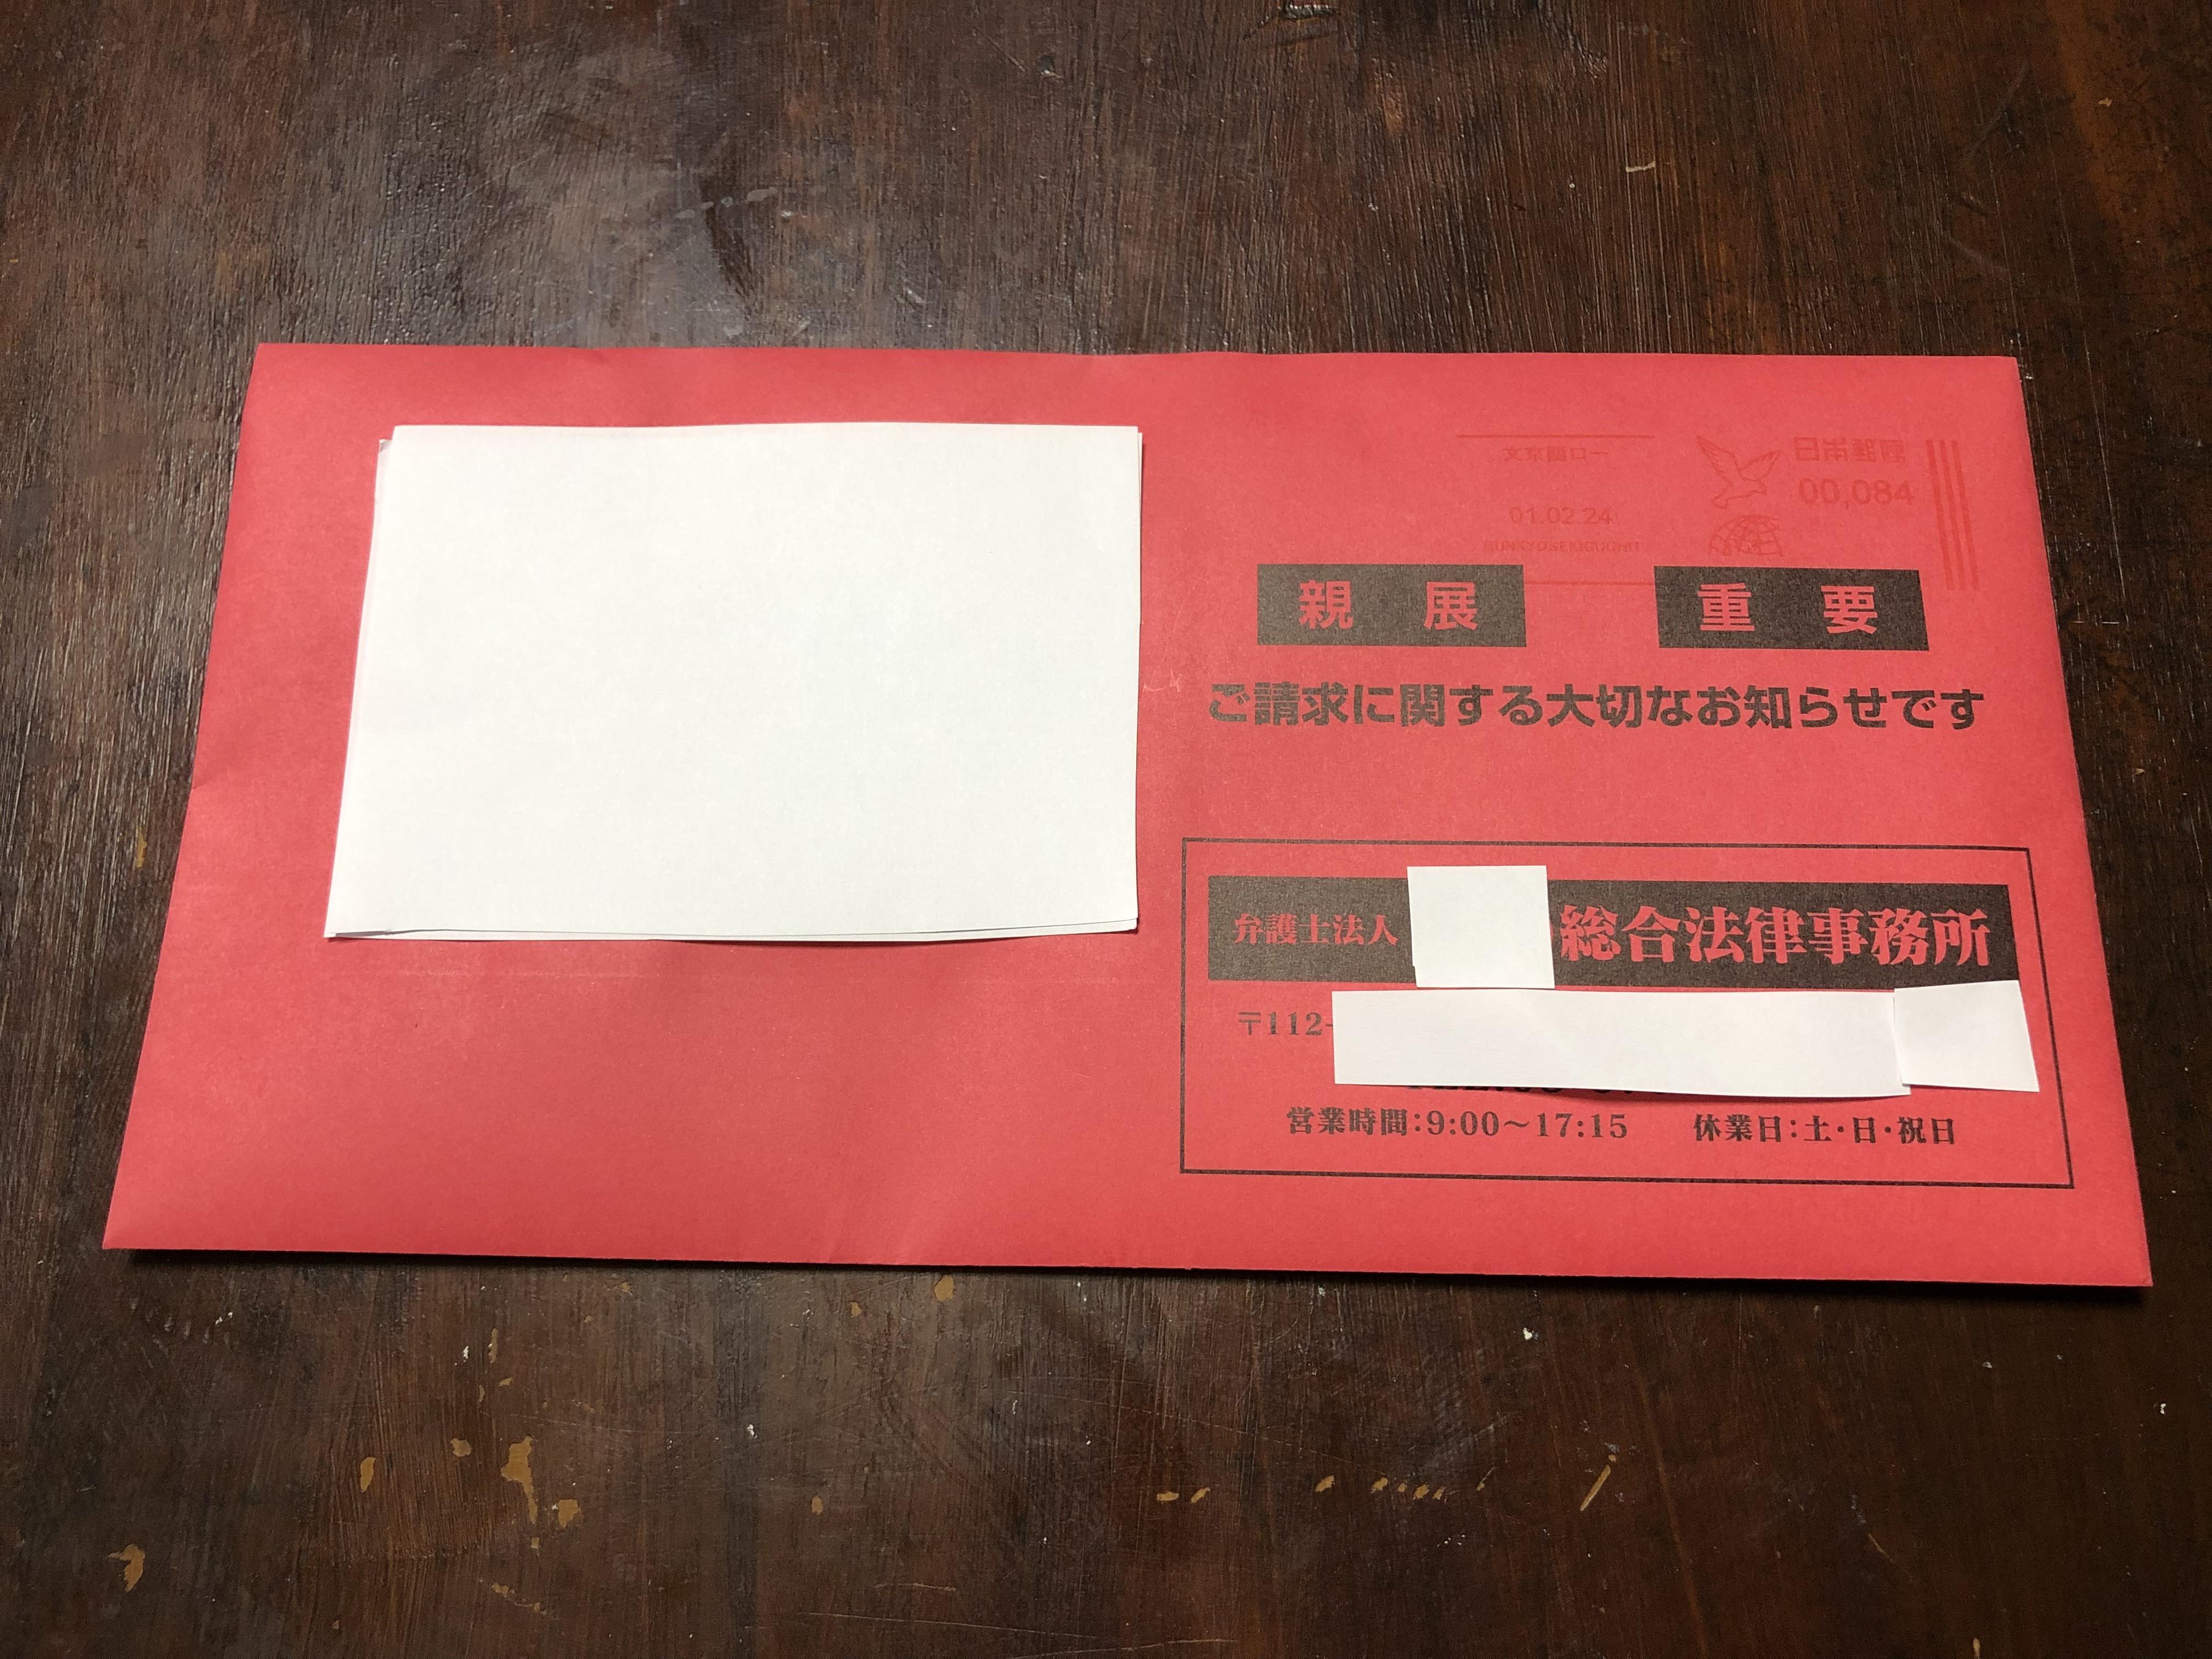 文京関口一
日本郵便
00,084
01.02.24
BUNKYOSEKIGUCHI1
親展
重要
ご請求に関する大切なお知らせです
弁護士法人
総合法律事務所
〒112-
営業時間:9:00～17:15 休業日:土・日・祝日